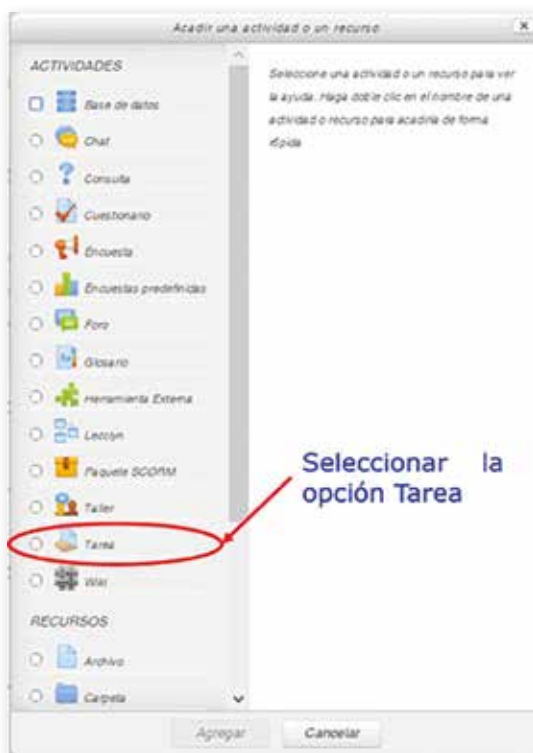 Acadir una actividad o un recurso
x
ACTIVIDADES
Base de datos
Chat
Consulta
Cuestionario
Encuesta
Encuestas predefinidas
Foro
Glosario
Herramienta Externa
Lección
Paquete SCORM
Taller
Tarea
Wiki
RECURSOS
Archivo
Carpeta
Seleccione una actividad o un recurso para ver
la ayuda. Haga doble clic en el nombre de una
actividad o recurso para acadirla de forma
rápida
Seleccionar la
opción Tarea
Agregar
Cancelar